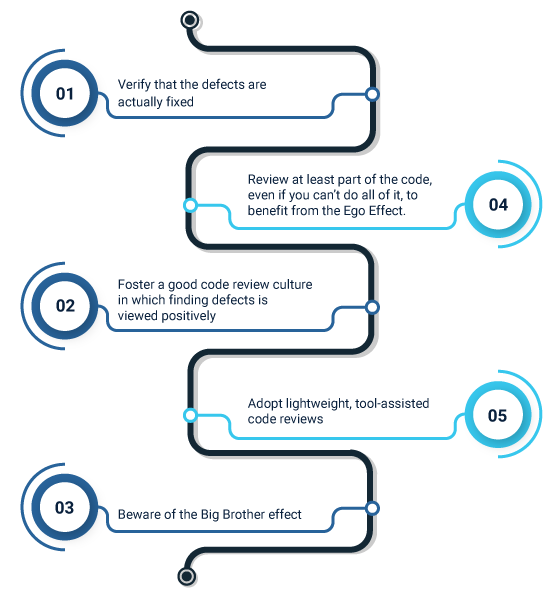 01
Verify that the defects are
actually fixed
Review at least part of the code,
even if you can't do all of it, to
benefit from the Ego Effect.
04
02
Foster a good code review culture
in which finding defects is
viewed positively
Adopt lightweight, tool-assisted
code reviews
05
03
Beware of the Big Brother effect